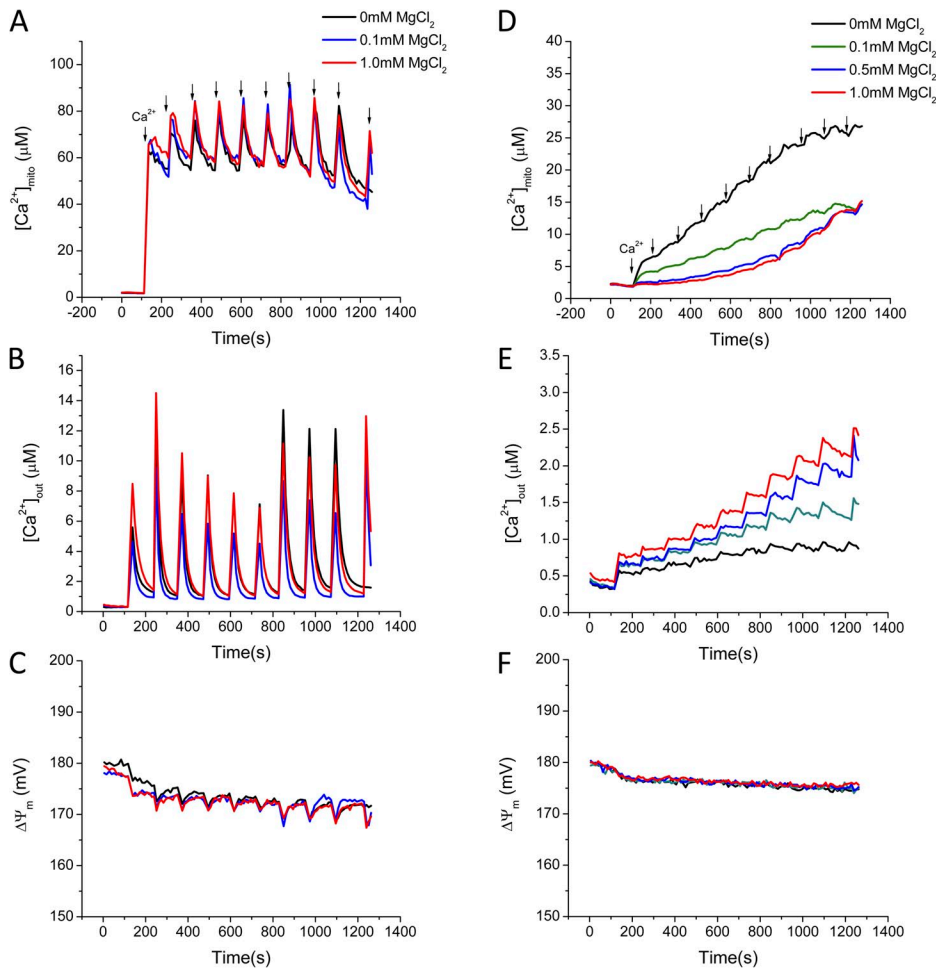 A
0mM MgCl2
0.1mM MgCl2
1.0mM MgCl2
100
80
60
40
20
0
[Ca2+]mito (μM)
Ca2+
-200 0 200 400 600 800 1000 1200 1400
Time(s)
D
0mM MgCl2
0.1mM MgCl2
0.5mM MgCl2
1.0mM MgCl2
40
35
30
25
20
15
10
5
0
[Ca2+]mito (μM)
Ca2+
-200 0 200 400 600 800 1000 1200 1400
Time(s)
B
16
14
12
10
8
6
4
2
0
[Ca2+]out (μM)
0 200 400 600 800 1000 1200 1400
Time(s)
E
3.5
3.0
2.5
2.0
1.5
1.0
0.5
0.0
[Ca2+]out (μM)
0 200 400 600 800 1000 1200 1400
Time(s)
C
200
190
180
170
160
150
ΔΨm (mV)
0 200 400 600 800 1000 1200 1400
Time(s)
F
200
190
180
170
160
150
ΔΨm (mV)
0 200 400 600 800 1000 1200 1400
Time(s)